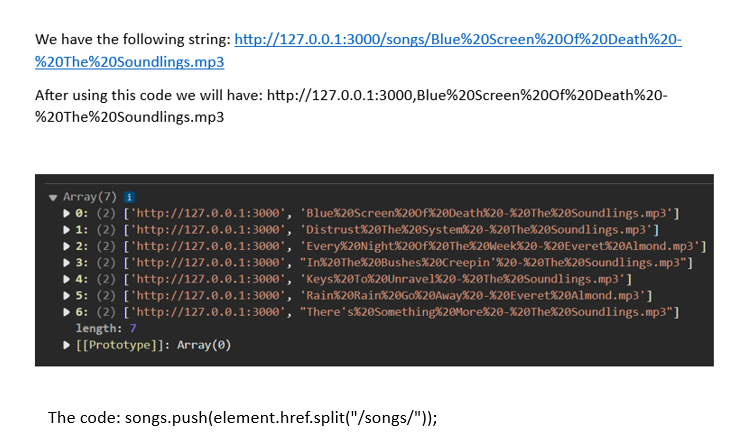 We have the following string: http://127.0.0.1:3000/songs/Blue%20Screen%20Of%20Death%20-
%20The%20Soundlings.mp3
After using this code we will have: http://127.0.0.1:3000,Blue%20Screen%20Of%20Death%20-
%20The%20Soundlings.mp3
▼ Array(7) i
▶ 0: (2) ['http://127.0.0.1:3000', 'Blue%20Screen%20Of%20Death%20-%20The%20Soundlings.mp3']
▶ 1: (2) ['http://127.0.0.1:3000', 'Distrust%20The%20System%20-%20The%20Soundlings.mp3']
▶ 2: (2) ['http://127.0.0.1:3000', 'Every%20Night%20Of%20The%20Week%20-%20Everet%20Almond.mp3']
▶ 3: (2) ['http://127.0.0.1:3000', "In%20The%20Bushes%20Creepin'%20-%20The%20Soundlings.mp3"]
▶ 4: (2) ['http://127.0.0.1:3000', 'Keys%20To%20Unravel%20-%20The%20Soundlings.mp3']
▶ 5: (2) ['http://127.0.0.1:3000', 'Rain%20Rain%20Go%20Away%20-%20Everet%20Almond.mp3']
▶ 6: (2) ['http://127.0.0.1:3000', "There's%20Something%20More%20-%20The%20Soundlings.mp3"]
length: 7
▶ [[Prototype]]: Array(0)
The code: songs.push(element.href.split("/songs/"));